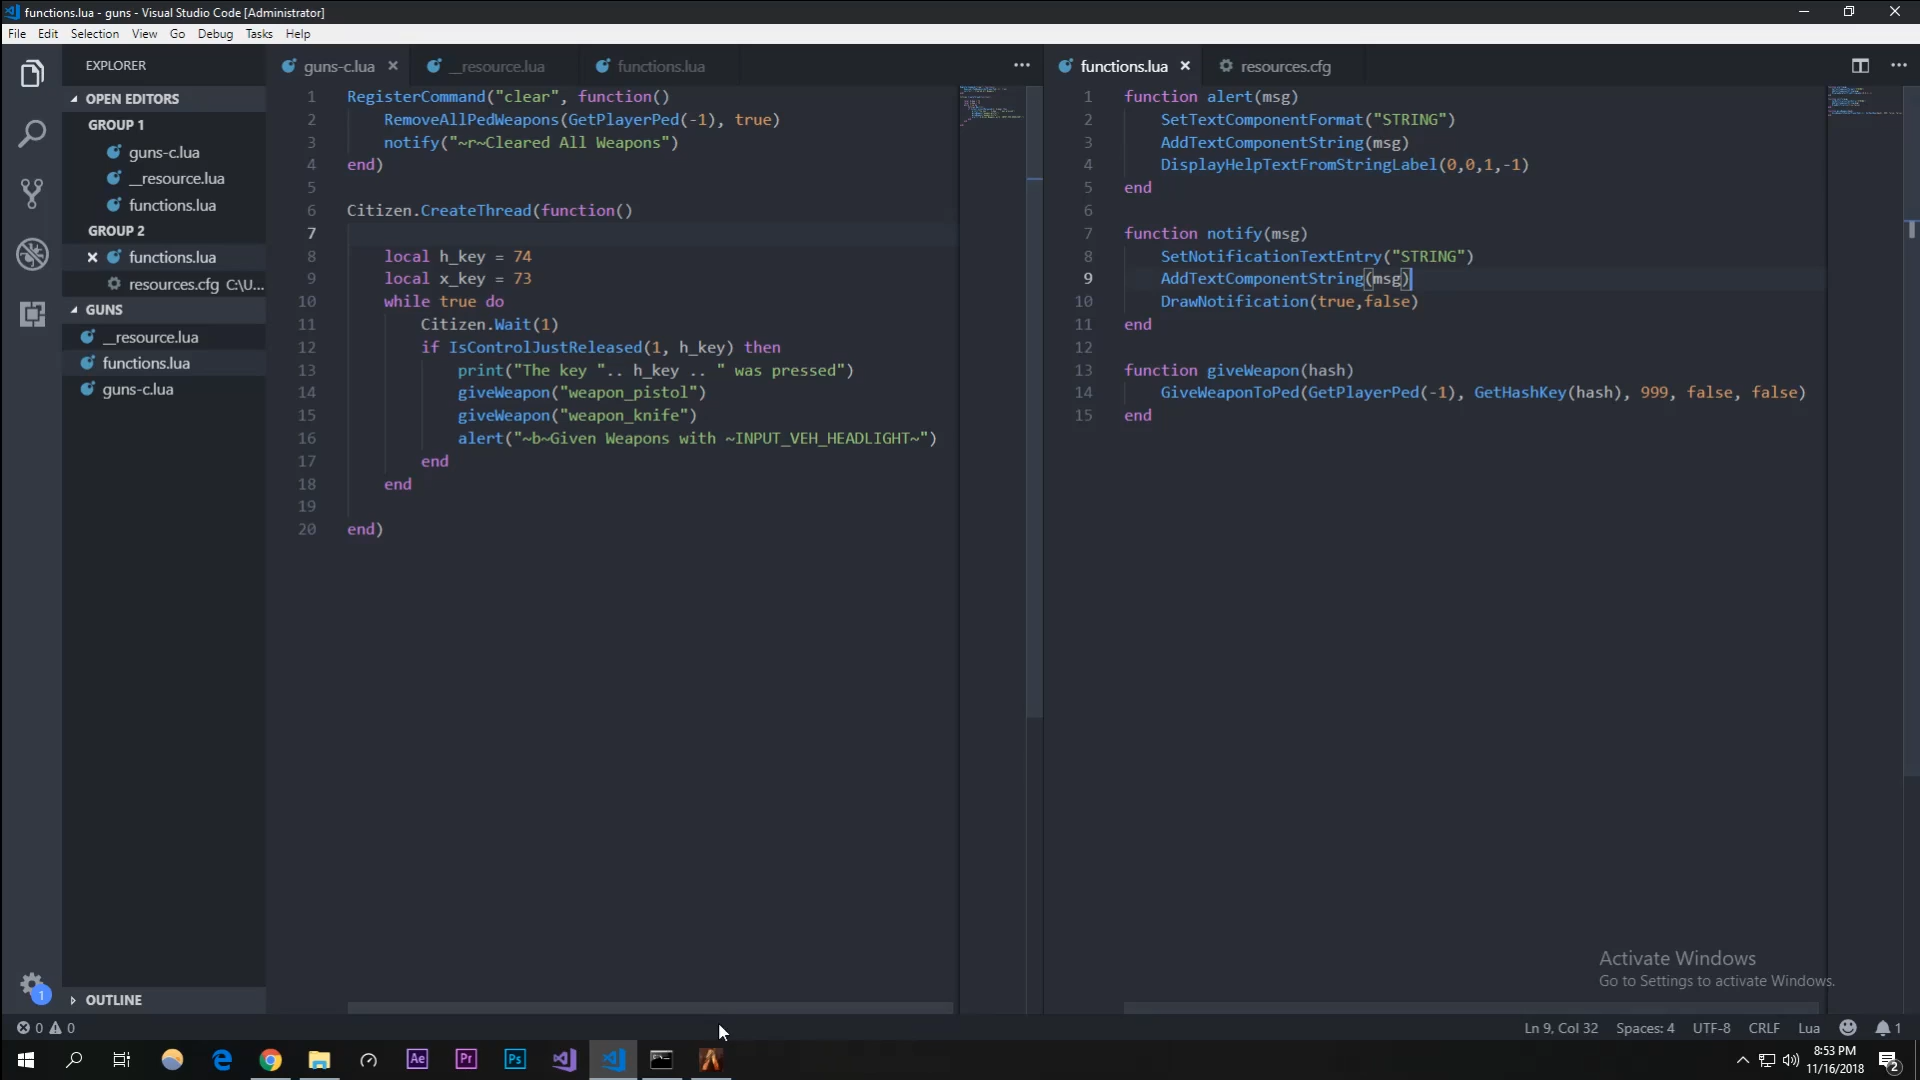 functions.lua - guns - Visual Studio Code [Administrator]
File Edit Selection View Go Debug Tasks Help
EXPLORER
OPEN EDITORS
GROUP 1
guns-c.lua
__resource.lua
functions.lua
GROUP 2
functions.lua
resources.cfg C:\U...
GUNS
__resource.lua
functions.lua
guns-c.lua
OUTLINE
guns-c.lua __resource.lua functions.lua
1 RegisterCommand("clear", function()
2 RemoveAllPedWeapons(GetPlayerPed(-1), true)
3 notify("~r~Cleared All Weapons")
4 end)
5
6 Citizen.CreateThread(function()
7
8 local h_key = 74
9 local x_key = 73
10 while true do
11 Citizen.Wait(1)
12 if IsControlJustReleased(1, h_key) then
13 print("The key ".. h_key .. " was pressed")
14 giveWeapon("weapon_pistol")
15 giveWeapon("weapon_knife")
16 alert("~b~Given Weapons with ~INPUT_VEH_HEADLIGHT~")
17 end
18 end
19
20 end)
functions.lua resources.cfg
1 function alert(msg)
2 SetTextComponentFormat("STRING")
3 AddTextComponentString(msg)
4 DisplayHelpTextFromStringLabel(0,0,1,-1)
5 end
6
7 function notify(msg)
8 SetNotificationTextEntry("STRING")
9 AddTextComponentString(msg)
10 DrawNotification(true,false)
11 end
12
13 function giveWeapon(hash)
14 GiveWeaponToPed(GetPlayerPed(-1), GetHashKey(hash), 999, false, false)
15 end
Activate Windows
Go to Settings to activate Windows.
1
0 0
Ln 9, Col 32 Spaces: 4 UTF-8 CRLF Lua 1
Ae Pr Ps
8:53 PM
11/16/2018
2